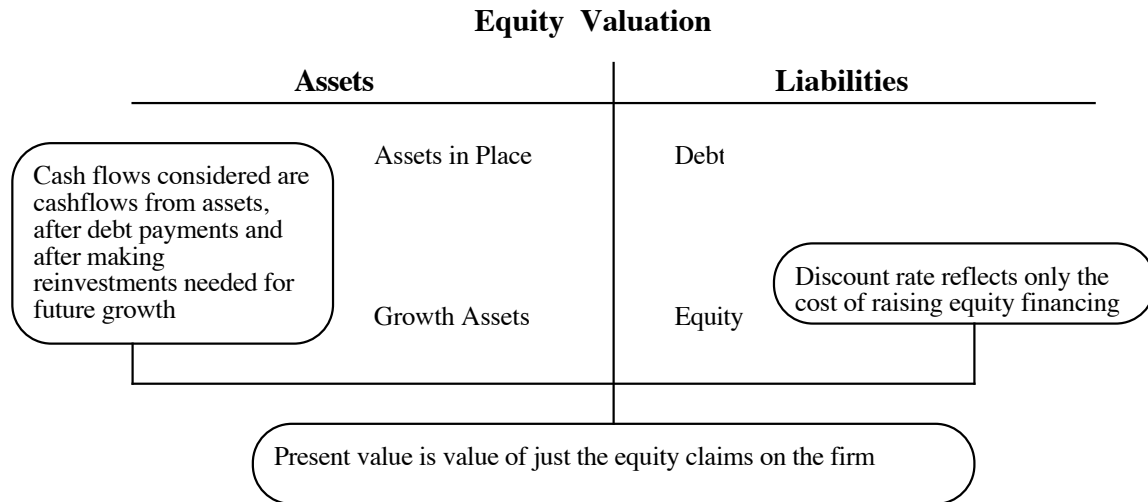 Equity Valuation
Assets
Liabilities
Assets in Place
Debt
Cash flows considered are
cashflows from assets,
after debt payments and
after making
reinvestments needed for
future growth
Growth Assets
Equity
Discount rate reflects only the
cost of raising equity financing
Present value is value of just the equity claims on the firm